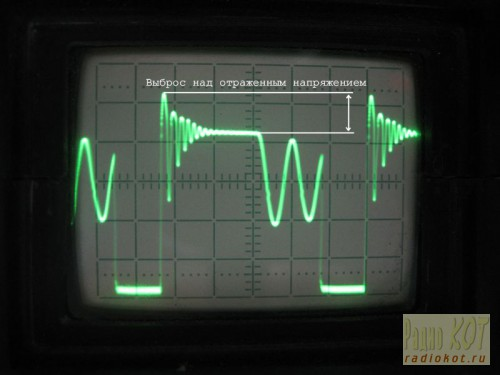 Выброс над отраженным напряжением
Радио КОТ
radiokot.ru